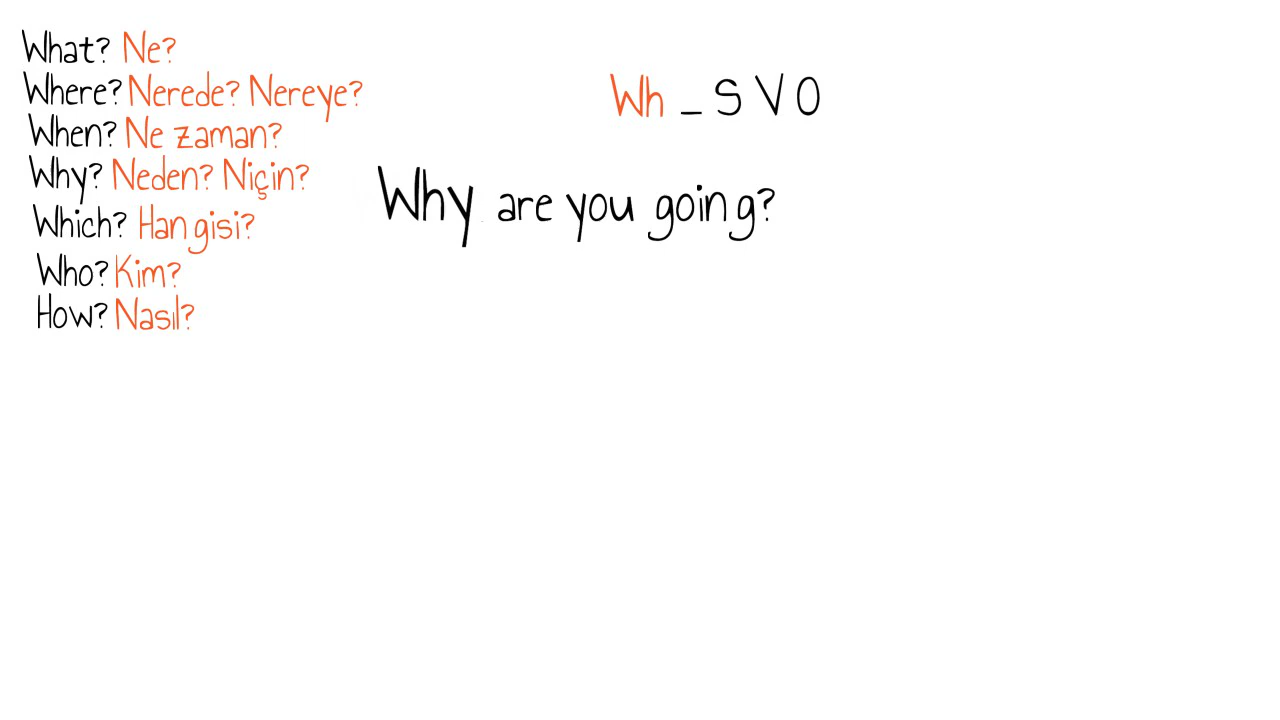 What? Ne?
Where? Nerede? Nereye?
When? Ne zaman?
Why? Neden? Niçin?
Which? Hangisi?
Who? Kim?
How? Nasıl?
Wh _ S V O
Why are you going?